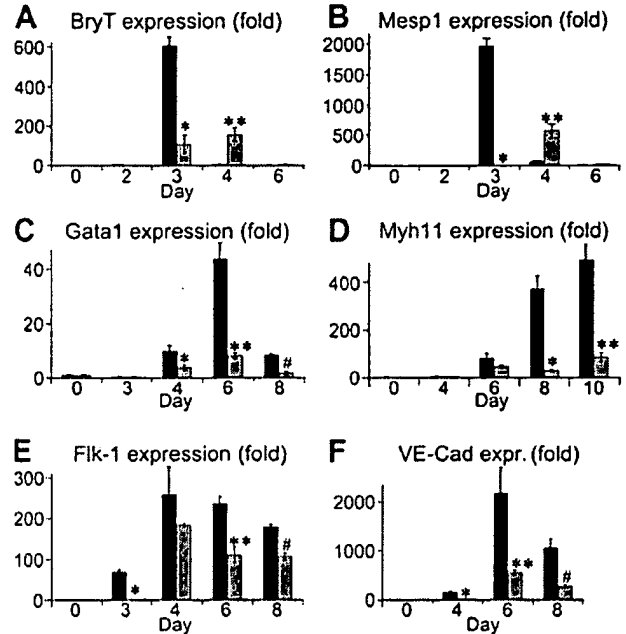 A BryT expression (fold)
600
400
200
0
* **
0 2 3 4 6
Day
B Mesp1 expression (fold)
2000
1500
1000
500
0
* **
0 2 3 4 6
Day
C Gata1 expression (fold)
40
20
0
* ** #
0 3 4 6 8
Day
D Myh11 expression (fold)
400
200
0
* **
0 4 6 8 10
Day
E Flk-1 expression (fold)
300
200
100
0
* ** #
0 3 4 6 8
Day
F VE-Cad expr. (fold)
2000
1000
0
* ** #
0 4 6 8
Day